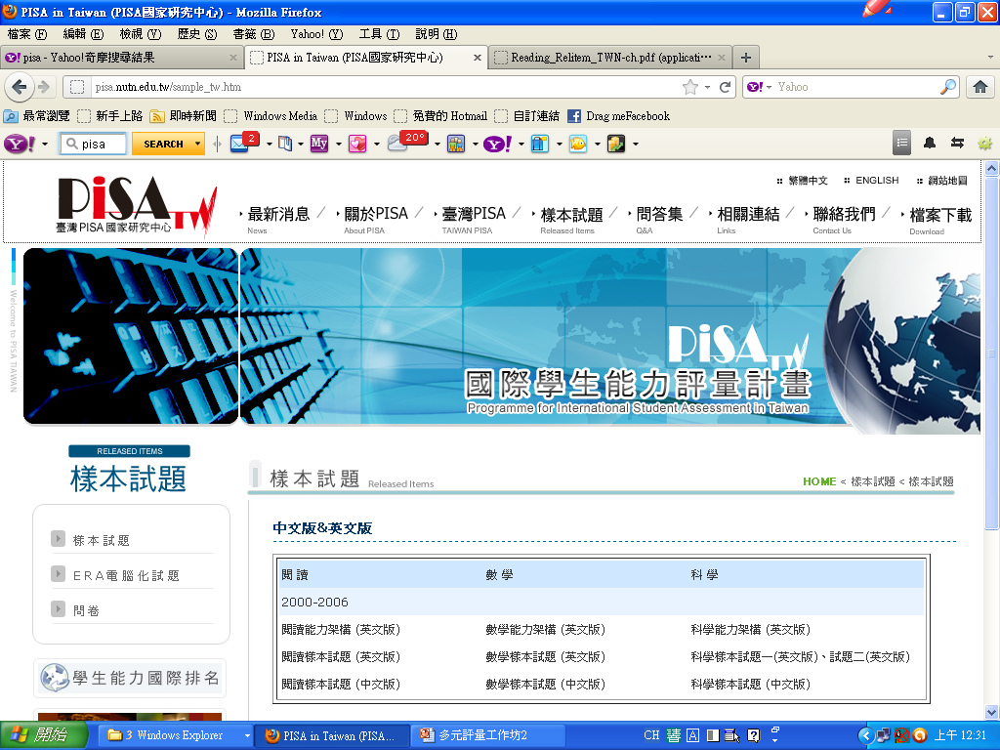 PISA in Taiwan (PISA國家研究中心) - Mozilla Firefox
檔案 (F) 編輯 (E) 檢視 (V) 歷史 (S) 書籤 (B) Yahoo! (Y) 工具 (T) 說明 (H)
pisa - Yahoo!奇摩搜尋結果 PISA in Taiwan (PISA國家研究中心) Reading_Relitem_TWN-ch.pdf (applicati…
pisa.nutn.edu.tw/sample_tw.htm Yahoo
最常瀏覽 新手上路 即時新聞 Windows Media Windows 免費的 Hotmail 自訂連結 Drag meFacebook
Y! pisa SEARCH 2 My 20° Y!
繁體中文 ENGLISH 網站地圖
PISA TW
臺灣PISA國家研究中心
最新消息 / 關於PISA / 臺灣PISA / 樣本試題 / 問答集 / 相關連結 / 聯絡我們 / 檔案下載
News About PISA TAIWAN PISA Released Items Q&A Links Contact Us Download
Welcome to PISA TIAWAN
PISA TW
國際學生能力評量計畫
Programme for International Student Assessment in Taiwan
RELEASED ITEMS
樣本試題
樣本試題 Released Items
HOME < 樣本試題 < 樣本試題
樣本試題
ERA電腦化試題
問卷
學生能力國際排名
中文版&英文版
閱讀 數學 科學
2000-2006
閱讀能力架構 (英文版) 數學能力架構 (英文版) 科學能力架構 (英文版)
閱讀樣本試題 (英文版) 數學樣本試題 (英文版) 科學樣本試題一(英文版)、試題二(英文版)
閱讀樣本試題 (中文版) 數學樣本試題 (中文版) 科學樣本試題 (中文版)
開始 3 Windows Explorer PISA in Taiwan (PISA... 多元評量工作坊2 CH 上午 12:31